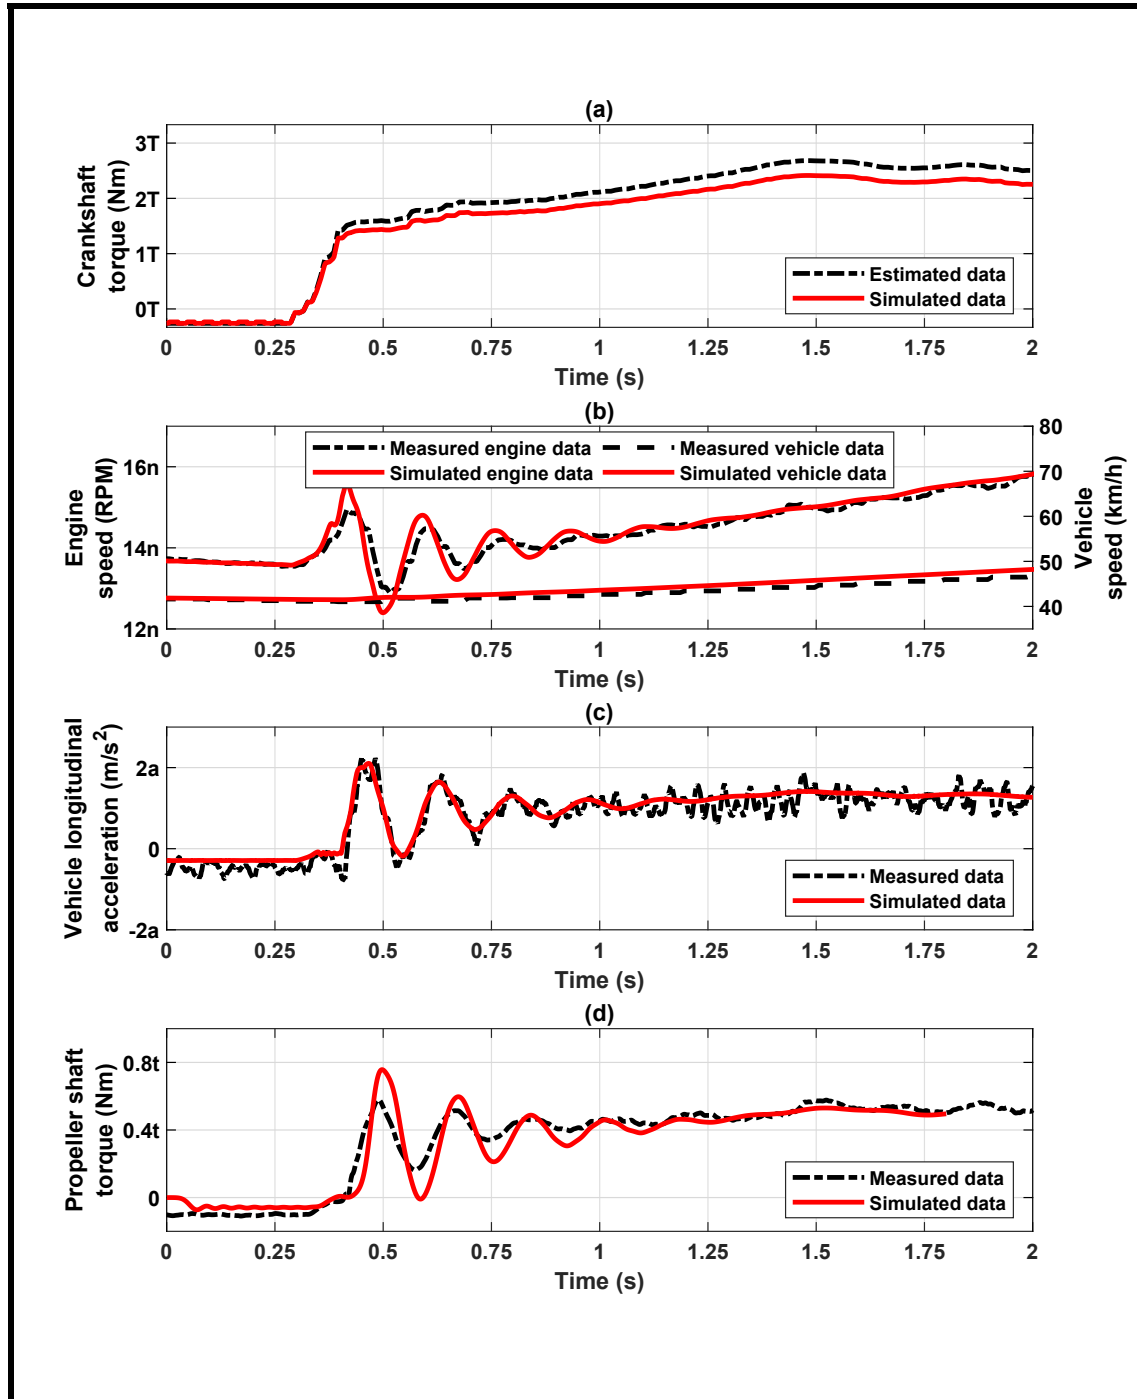 (a)
Crankshaft
torque (Nm)
3T
2T
1T
0T
Estimated data
Simulated data
0 0.25 0.5 0.75 1 1.25 1.5 1.75 2
Time (s)
(b)
Engine
speed (RPM)
16n
14n
12n
Measured engine data Measured vehicle data
Simulated engine data Simulated vehicle data
80
70
60
50
40
Vehicle
speed (km/h)
0 0.25 0.5 0.75 1 1.25 1.5 1.75 2
Time (s)
(c)
Vehicle longitudinal
acceleration (m/s²)
2a
0
-2a
Measured data
Simulated data
0 0.25 0.5 0.75 1 1.25 1.5 1.75 2
Time (s)
(d)
Propeller shaft
torque (Nm)
0.8t
0.4t
0
Measured data
Simulated data
0 0.25 0.5 0.75 1 1.25 1.5 1.75 2
Time (s)